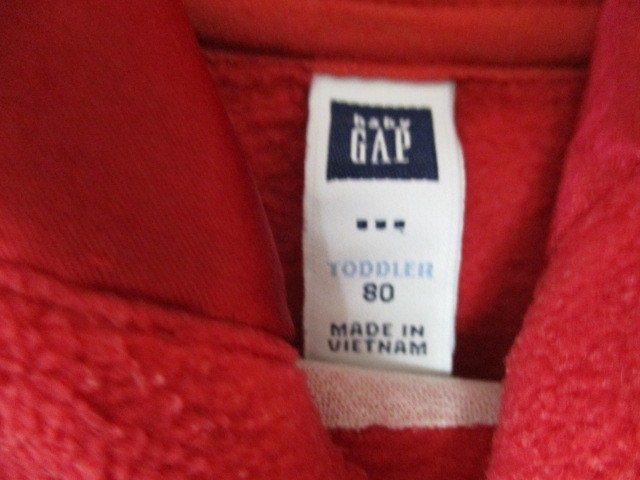 baby
GAP
TODDLER
80
MADE IN
VIETNAM